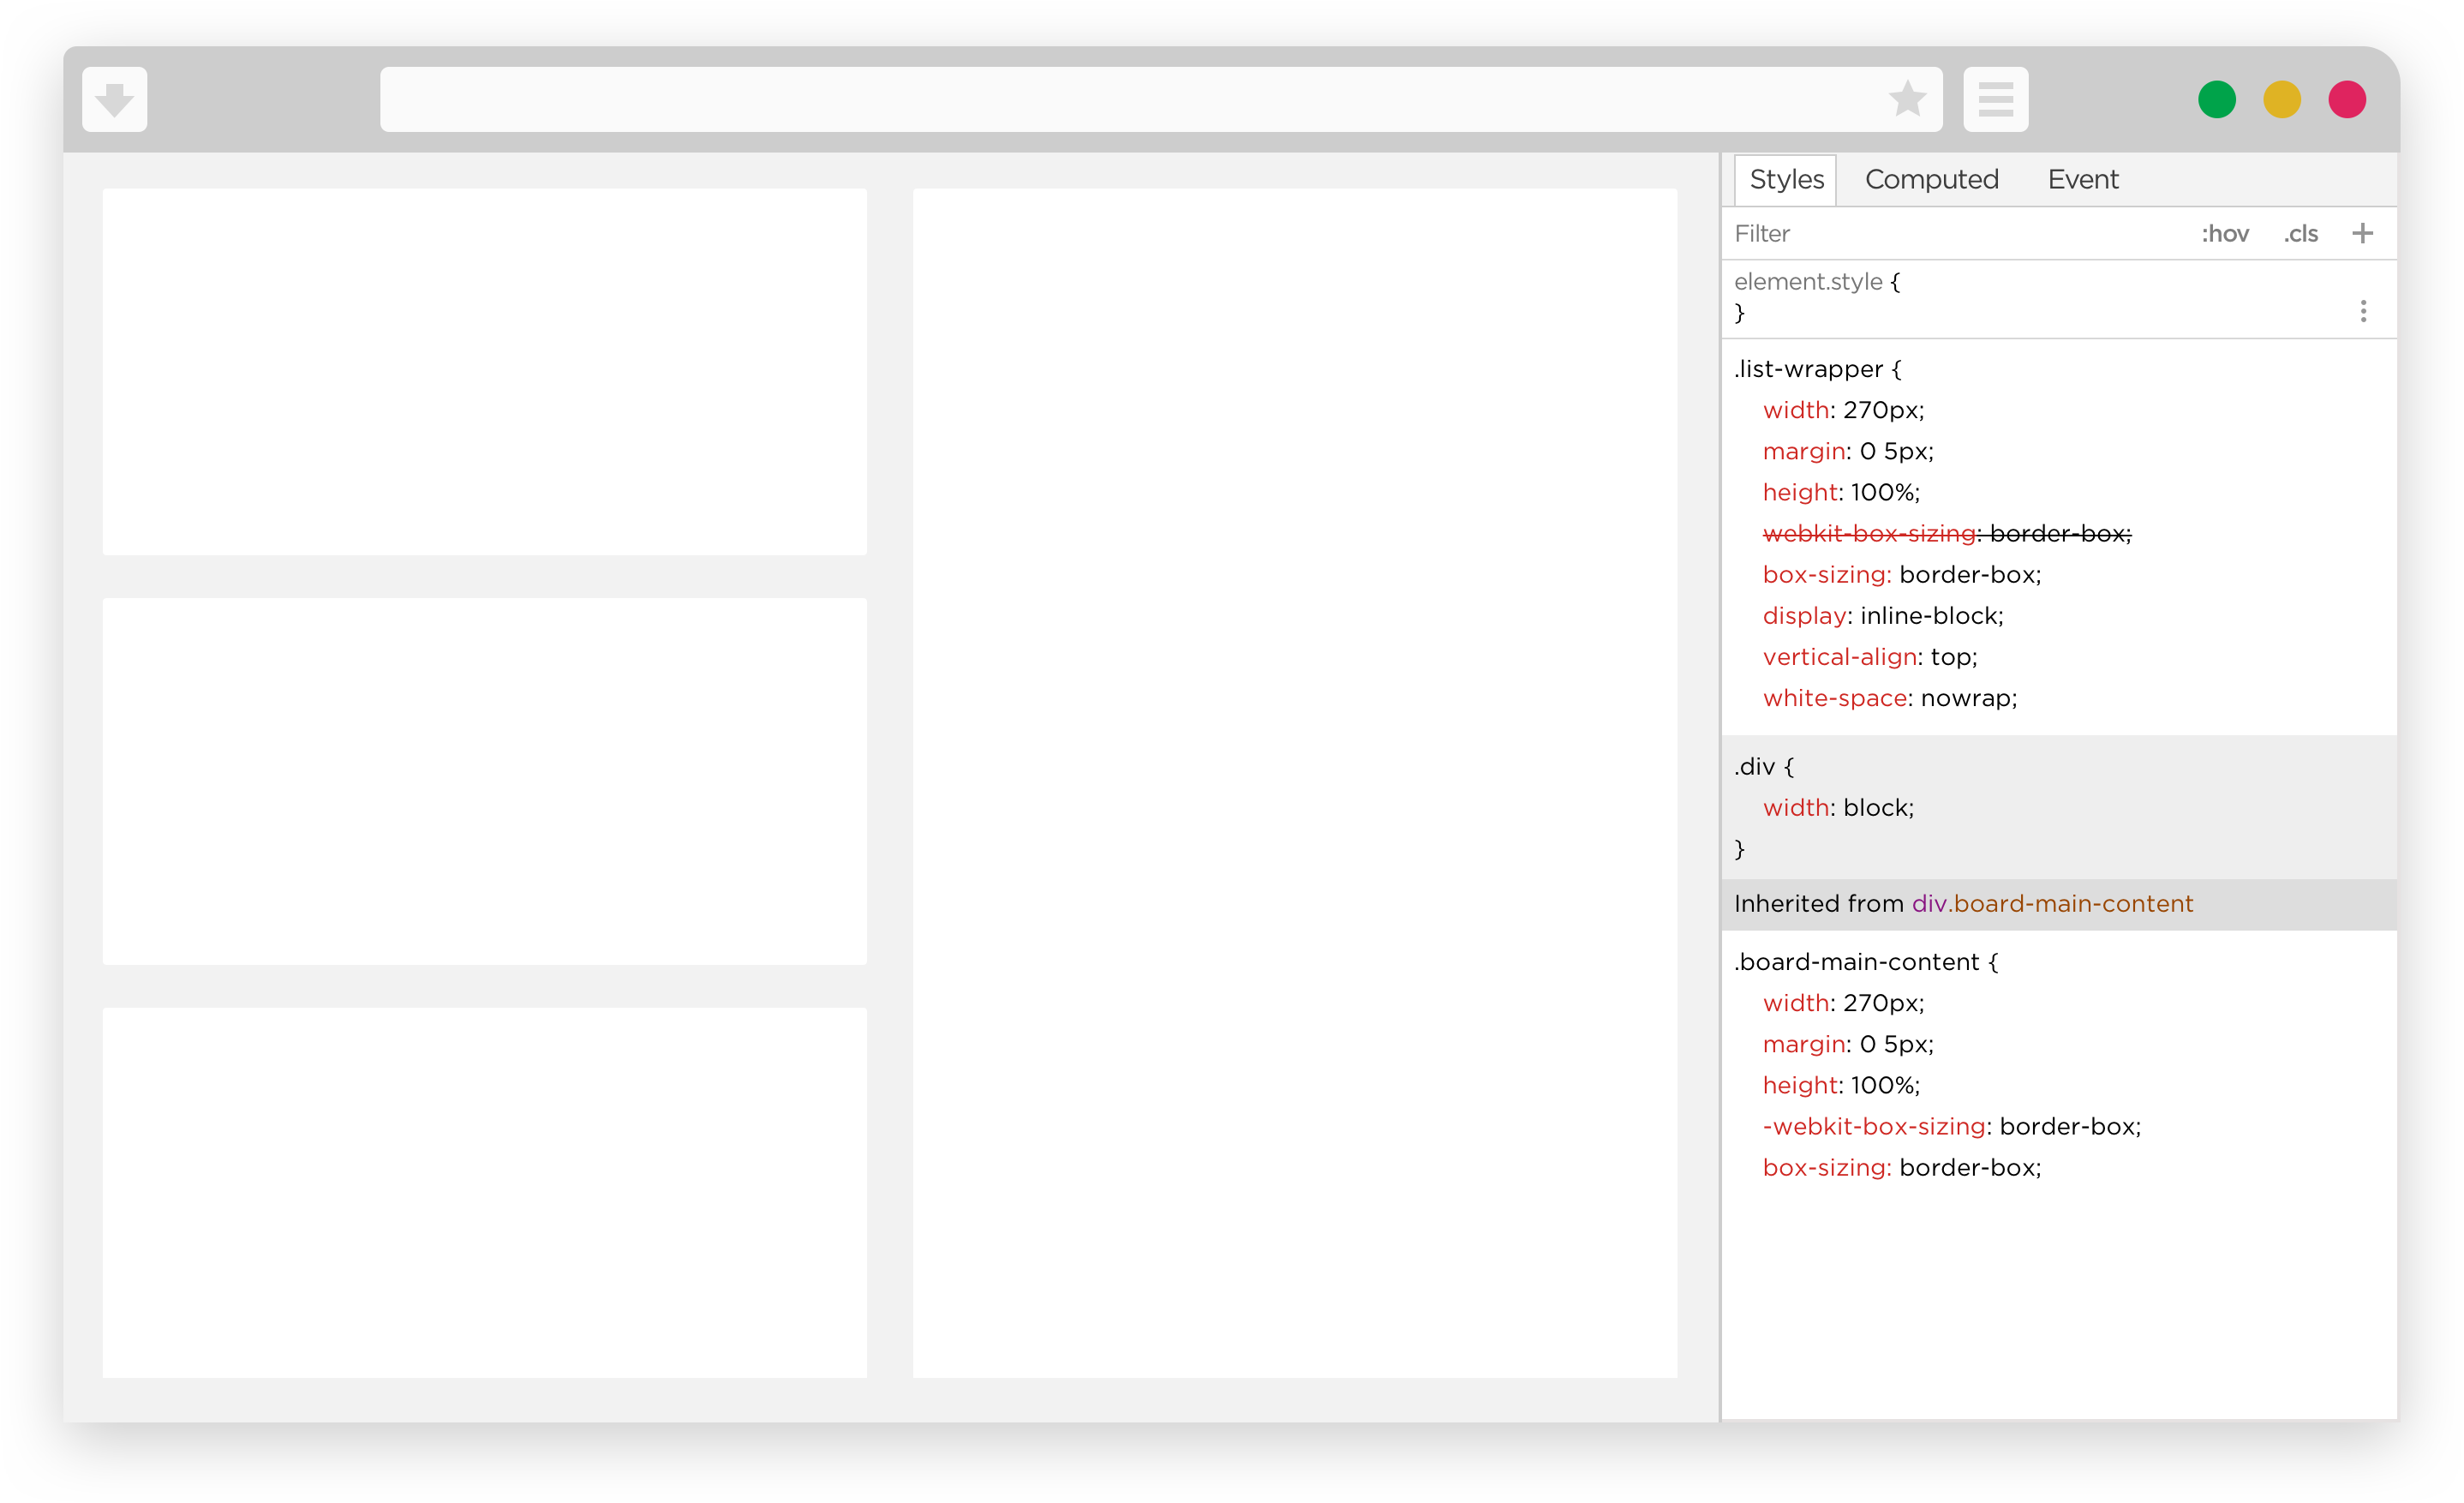 Styles Computed Event
Filter :hov .cls +
element.style {
}
.list-wrapper {
width: 270px;
margin: 0 5px;
height: 100%;
webkit-box-sizing: border-box;
box-sizing: border-box;
display: inline-block;
vertical-align: top;
white-space: nowrap;
.div {
width: block;
}
Inherited from div.board-main-content
.board-main-content {
width: 270px;
margin: 0 5px;
height: 100%;
-webkit-box-sizing: border-box;
box-sizing: border-box;